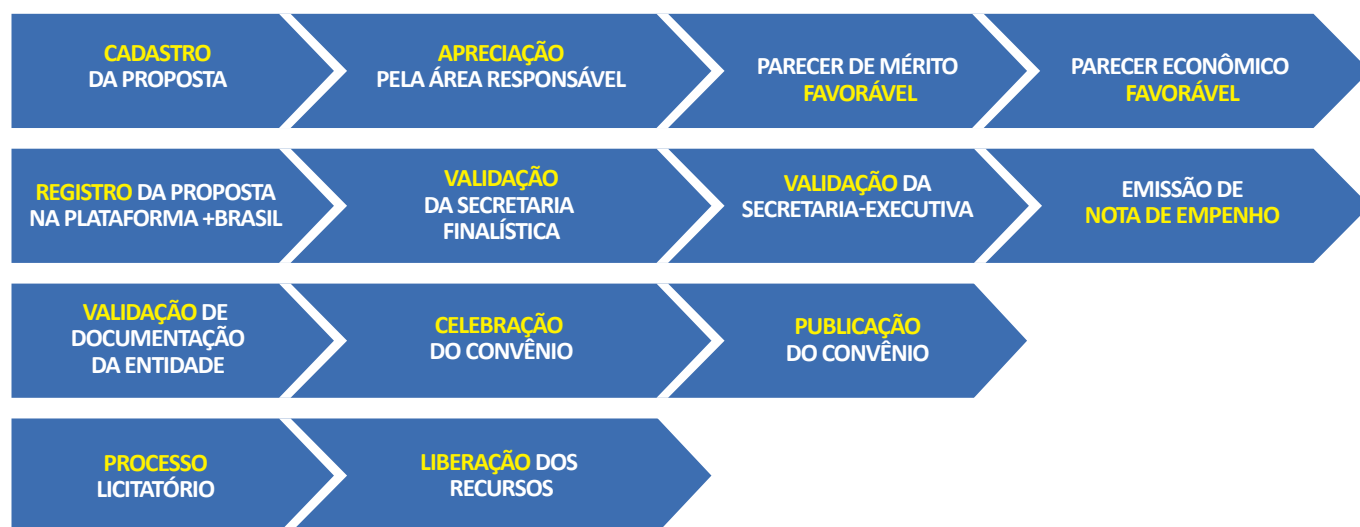 CADASTRO
DA PROPOSTA
APRECIAÇÃO
PELA ÁREA RESPONSÁVEL
PARECER DE MÉRITO
FAVORÁVEL
PARECER ECONÔMICO
FAVORÁVEL
REGISTRO DA PROPOSTA
NA PLATAFORMA +BRASIL
VALIDAÇÃO
DA SECRETARIA
FINALÍSTICA
VALIDAÇÃO DA
SECRETARIA-EXECUTIVA
EMISSÃO DE
NOTA DE EMPENHO
VALIDAÇÃO DE
DOCUMENTAÇÃO
DA ENTIDADE
CELEBRAÇÃO
DO CONVÊNIO
PUBLICAÇÃO
DO CONVÊNIO
PROCESSO
LICITATÓRIO
LIBERAÇÃO DOS
RECURSOS